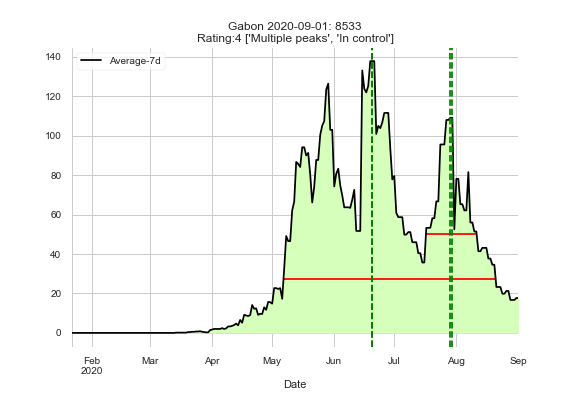 Gabon 2020-09-01: 8533
Rating:4 ['Multiple peaks', 'In control']
Average-7d
140
120
100
80
60
40
20
0
Feb Mar Apr May Jun Jul Aug Sep
2020
Date